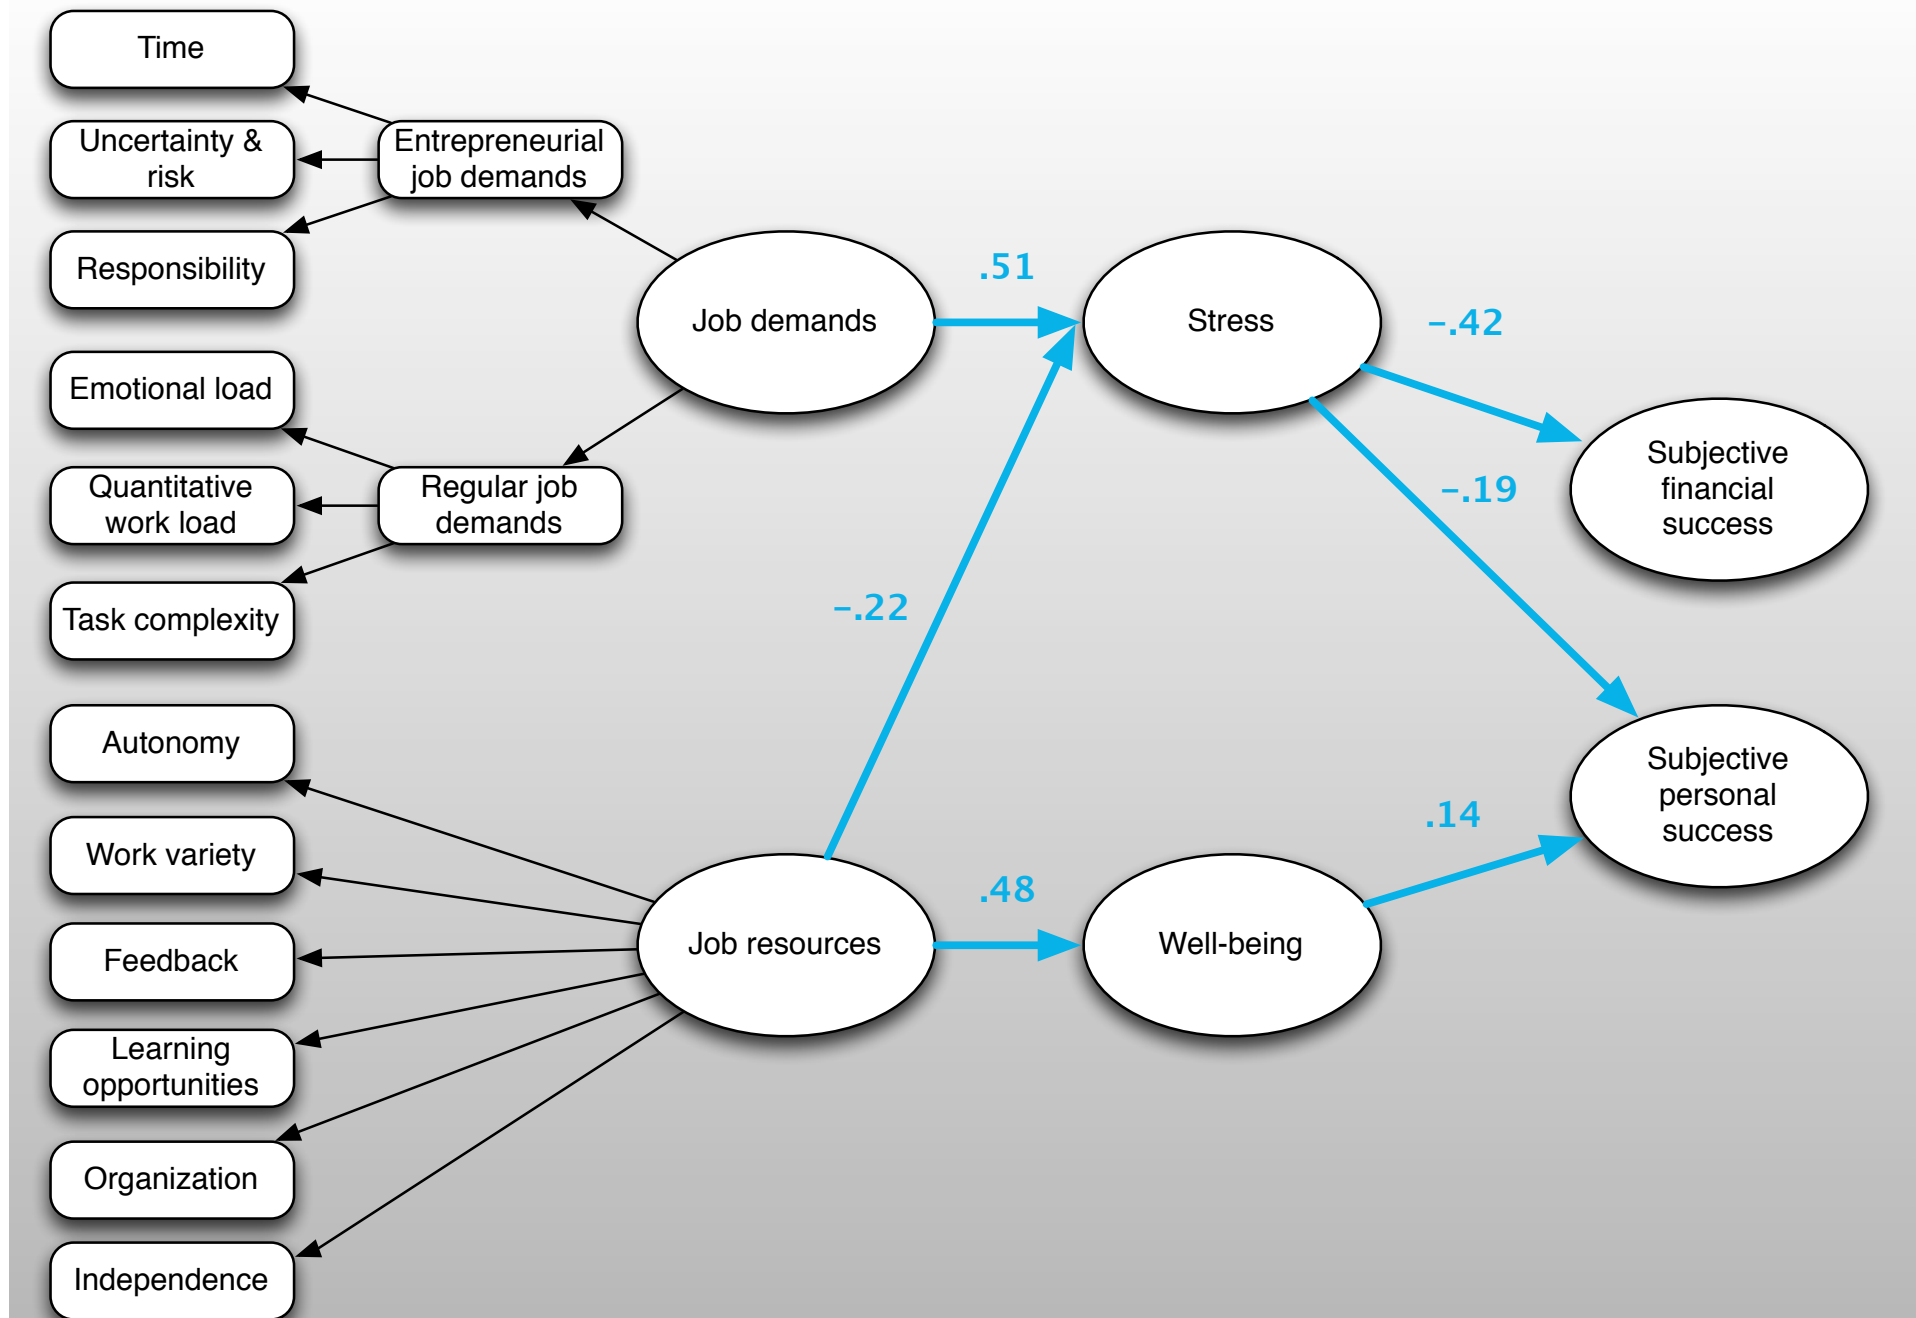 Time
Uncertainty &
risk
Responsibility
Emotional load
Quantitative
work load
Task complexity
Autonomy
Work variety
Feedback
Learning
opportunities
Organization
Independence
Entrepreneurial
job demands
Regular job
demands
Job demands
Job resources
.51
-.22
.48
Stress
Well-being
-.42
-.19
.14
Subjective
financial
success
Subjective
personal
success